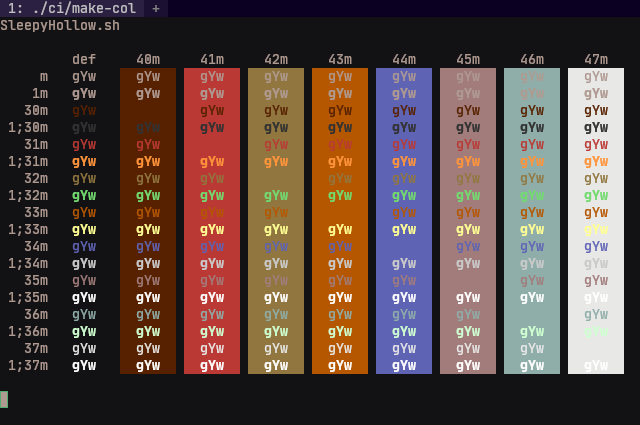 1: ./ci/make-col +
SleepyHollow.sh
def 40m 41m 42m 43m 44m 45m 46m 47m
m gYw gYw gYw gYw gYw gYw gYw gYw gYw
1m gYw gYw gYw gYw gYw gYw gYw gYw gYw
30m gYw gYw gYw gYw gYw gYw gYw gYw
1;30m gYw gYw gYw gYw gYw gYw gYw gYw gYw
31m gYw gYw gYw gYw gYw gYw gYw gYw
1;31m gYw gYw gYw gYw gYw gYw gYw gYw gYw
32m gYw gYw gYw gYw gYw gYw gYw gYw
1;32m gYw gYw gYw gYw gYw gYw gYw gYw gYw
33m gYw gYw gYw gYw gYw gYw gYw gYw
1;33m gYw gYw gYw gYw gYw gYw gYw gYw gYw
34m gYw gYw gYw gYw gYw gYw gYw gYw
1;34m gYw gYw gYw gYw gYw gYw gYw gYw gYw
35m gYw gYw gYw gYw gYw gYw gYw gYw
1;35m gYw gYw gYw gYw gYw gYw gYw gYw gYw
36m gYw gYw gYw gYw gYw gYw gYw gYw
1;36m gYw gYw gYw gYw gYw gYw gYw gYw gYw
37m gYw gYw gYw gYw gYw gYw gYw gYw
1;37m gYw gYw gYw gYw gYw gYw gYw gYw gYw